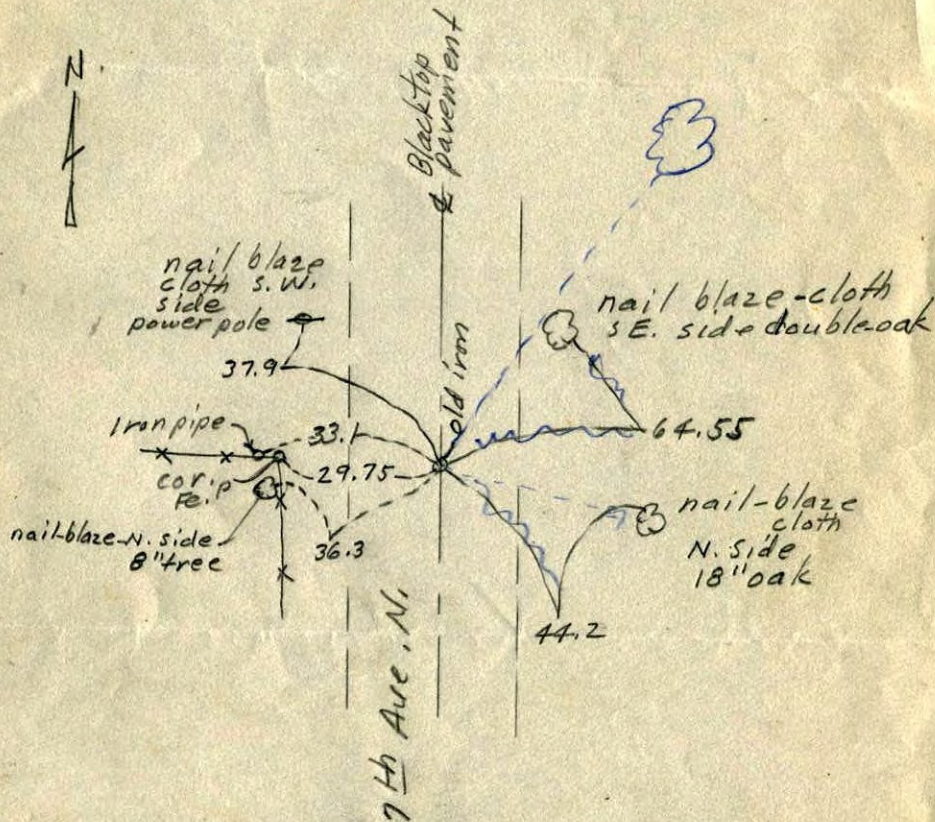 N
℄ Blacktop
pavement
nail blaze
cloth S.W.
side
power pole
37.9
old iron
nail blaze-cloth
S E. side double-oak
64.55
Iron pipe
33.1
29.75
cor. p
Fe.
nail-blaze-N. side
8" tree
36.3
nail-blaze
cloth
N. side
18" oak
44.2
7th Ave. N.